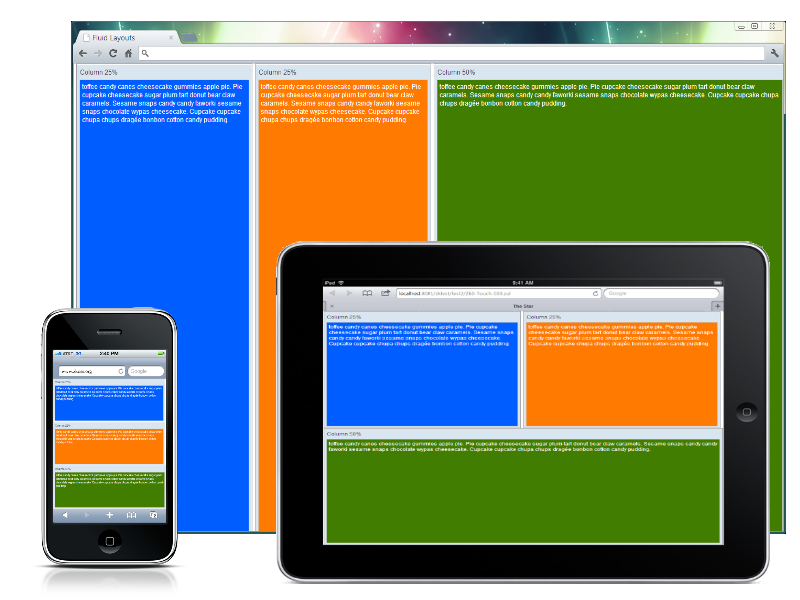 Fluid Layouts
Column 25%
toffee candy canes cheesecake gummies apple pie. Pie
cupcake cheesecake sugar plum tart donut bear claw
caramels. Sesame snaps candy candy faworki sesame
snaps chocolate wypas cheesecake. Cupcake cupcake
chupa chups dragée bonbon cotton candy pudding.
Column 25%
toffee candy canes cheesecake gummies apple pie. Pie
cupcake cheesecake sugar plum tart donut bear claw
caramels. Sesame snaps candy candy faworki sesame
snaps chocolate wypas cheesecake. Cupcake cupcake
chupa chups dragée bonbon cotton candy pudding
Column 50%
toffee candy canes cheesecake gummies apple pie. Pie cupcake cheesecake sugar plum tart donut bear claw
caramels. Sesame snaps candy candy faworki sesame snaps chocolate wypas cheesecake. Cupcake cupcake chupa
chups dragée bonbon cotton candy pudding.
iPad
9:41 AM
Google
The Star
Column 25%
toffee candy canes cheesecake gummies apple pie. Pie cupcake
cheesecake sugar plum tart donut bear claw caramels. Sesame snaps
candy candy faworki sesame snaps chocolate wypas cheesecake.
Cupcake cupcake chupa chups dragée bonbon cotton candy pudding
Column 25%
toffee candy canes cheesecake gummies apple pie. Pie cupcake
cheesecake sugar plum tart donut bear claw caramels. Sesame snaps
candy candy faworki sesame snaps chocolate wypas cheesecake.
Cupcake cupcake chupa chups dragée bonbon cotton candy pudding
Column 50%
toffee candy canes cheesecake gummies apple pie. Pie cupcake cheesecake sugar plum tart donut bear claw caramels. Sesame snaps candy candy
faworki sesame snaps chocolate wypas cheesecake. Cupcake cupcake chupa chups dragée bonbon cotton candy pudding.
AT&T 3G
2:40 PM
Google